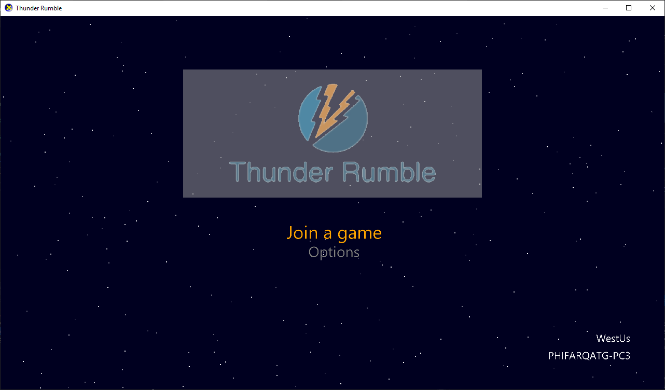 Thunder Rumble
Thunder Rumble
Join a game
Options
WestUs
PHIFARQATG-PC3